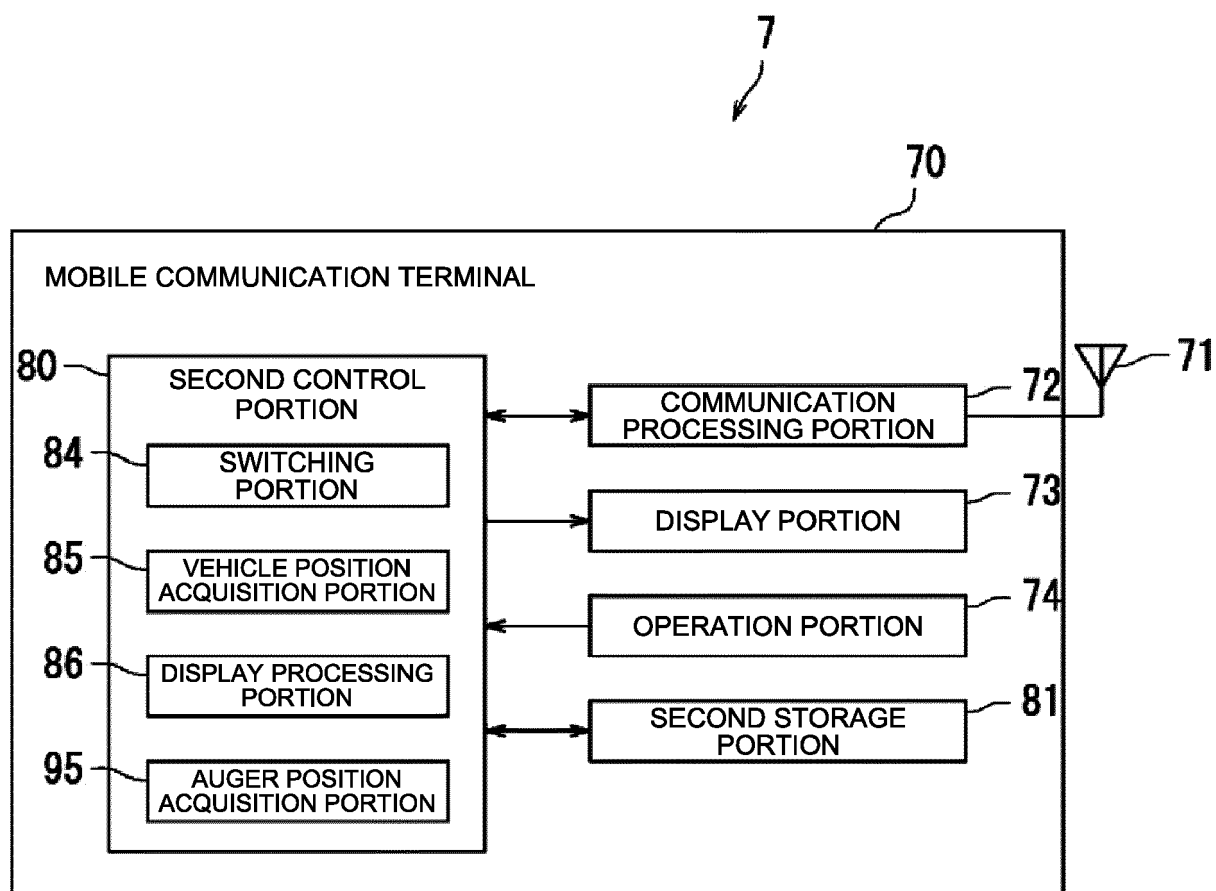 7
70
MOBILE COMMUNICATION TERMINAL
80
SECOND CONTROL
PORTION
84
SWITCHING
PORTION
85
VEHICLE POSITION
ACQUISITION PORTION
86
DISPLAY PROCESSING
PORTION
95
AUGER POSITION
ACQUISITION PORTION
72
COMMUNICATION
PROCESSING PORTION
71
73
DISPLAY PORTION
74
OPERATION PORTION
81
SECOND STORAGE
PORTION